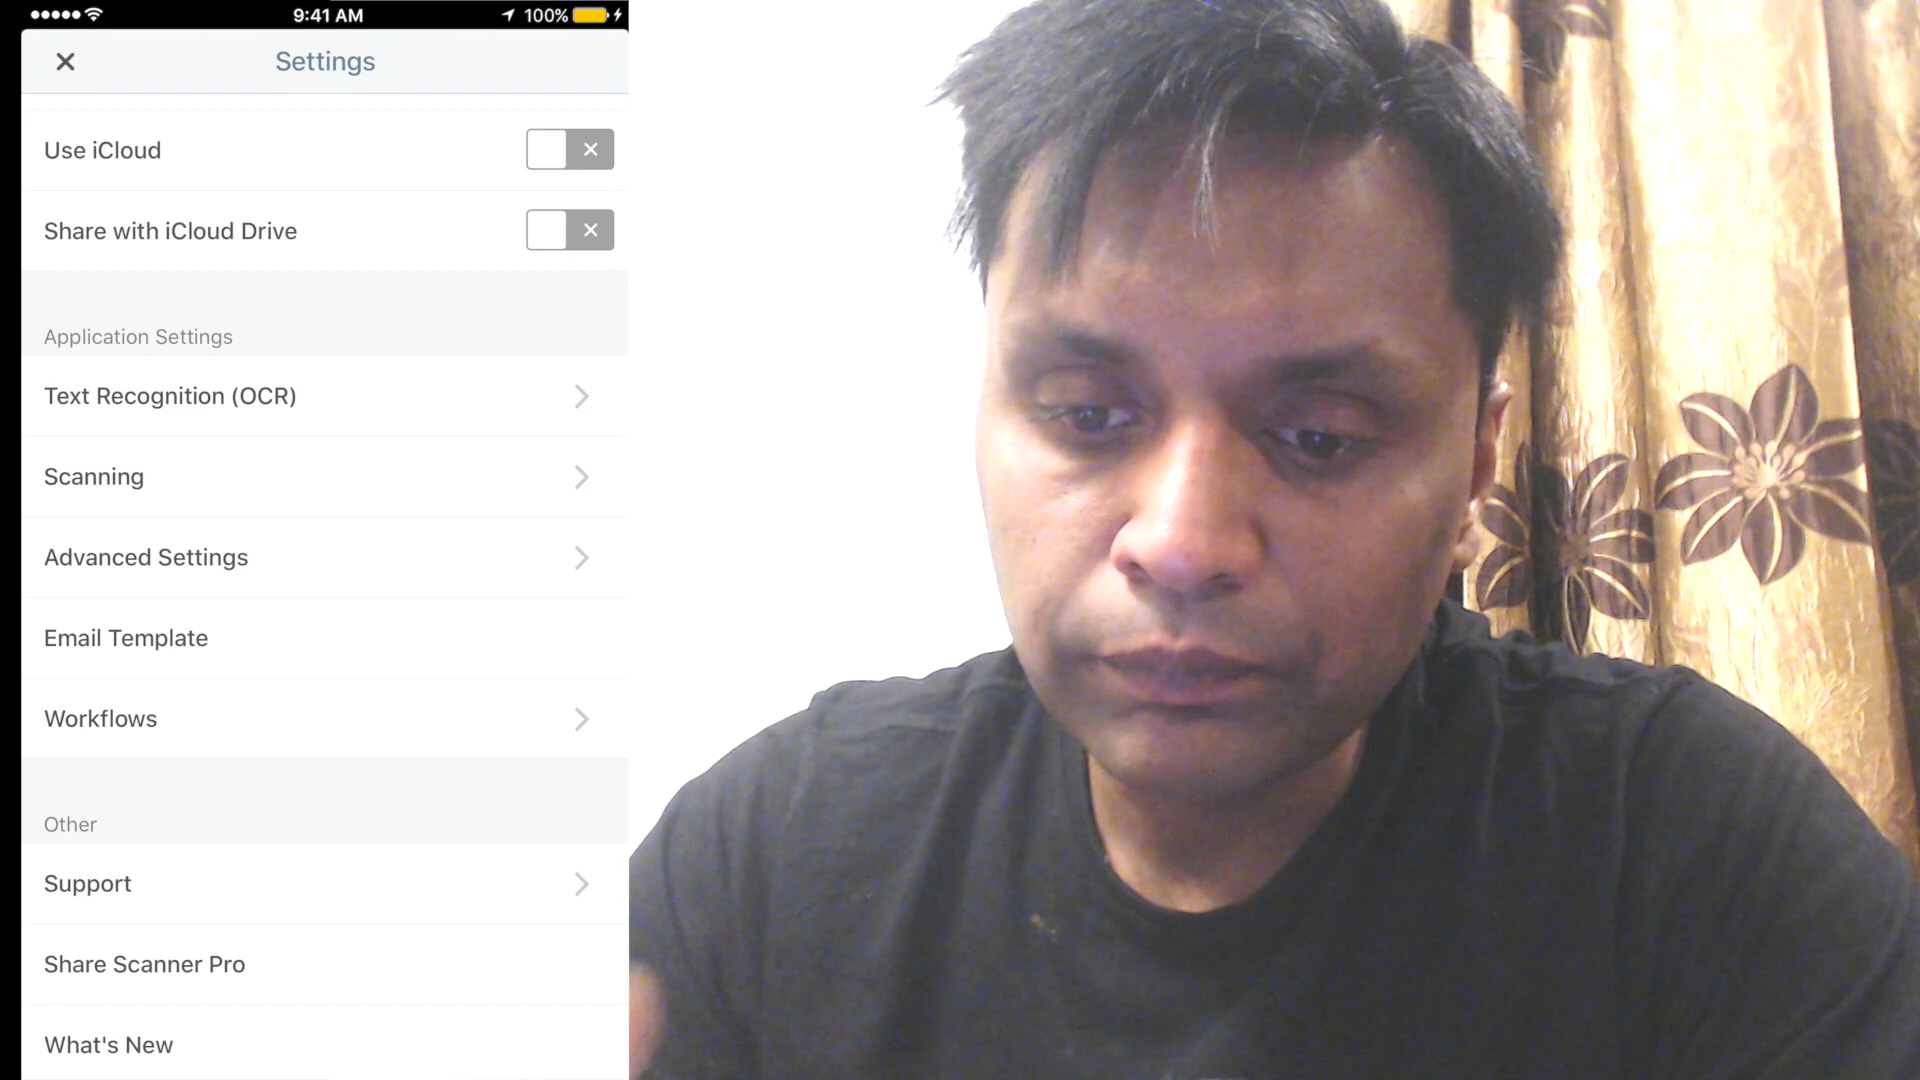 9:41 AM
100%
Settings
Use iCloud
Share with iCloud Drive
Application Settings
Text Recognition (OCR)
Scanning
Advanced Settings
Email Template
Workflows
Other
Support
Share Scanner Pro
What's New